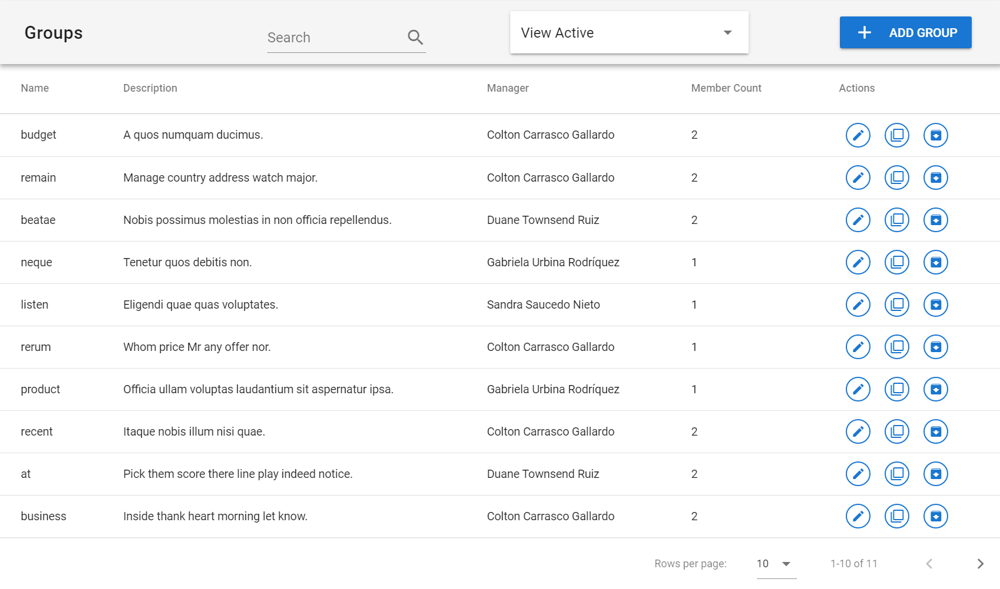 Groups
Search
View Active
ADD GROUP
Name Description Manager Member Count Actions
budget A quos numquam ducimus. Colton Carrasco Gallardo 2
remain Manage country address watch major. Colton Carrasco Gallardo 2
beatae Nobis possimus molestias in non officia repellendus. Duane Townsend Ruiz 2
neque Tenetur quos debitis non. Gabriela Urbina Rodríquez 1
listen Eligendi quae quas voluptates. Sandra Saucedo Nieto 1
rerum Whom price Mr any offer nor. Colton Carrasco Gallardo 1
product Officia ullam voluptas laudantium sit aspernatur ipsa. Gabriela Urbina Rodríquez 1
recent Itaque nobis illum nisi quae. Colton Carrasco Gallardo 2
at Pick them score there line play indeed notice. Duane Townsend Ruiz 2
business Inside thank heart morning let know. Colton Carrasco Gallardo 2
Rows per page: 10 1-10 of 11